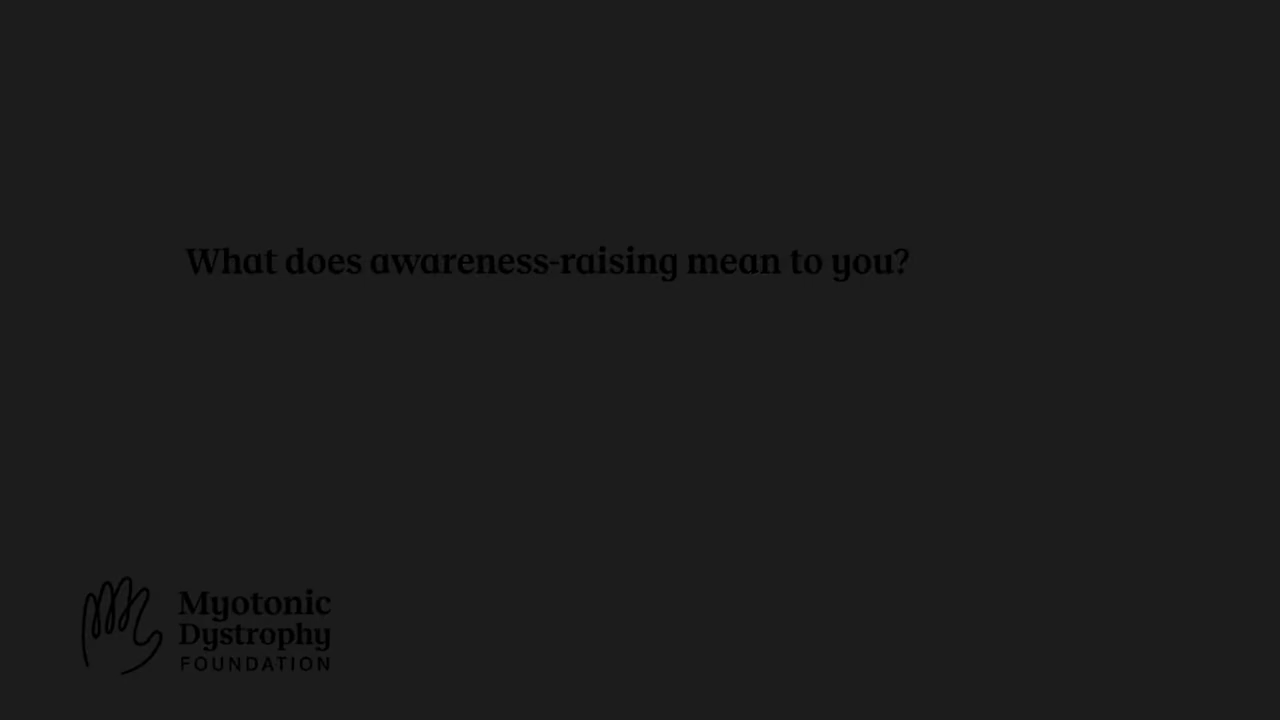 What does awareness-raising mean to you?
Myotonic
Dystrophy
FOUNDATION